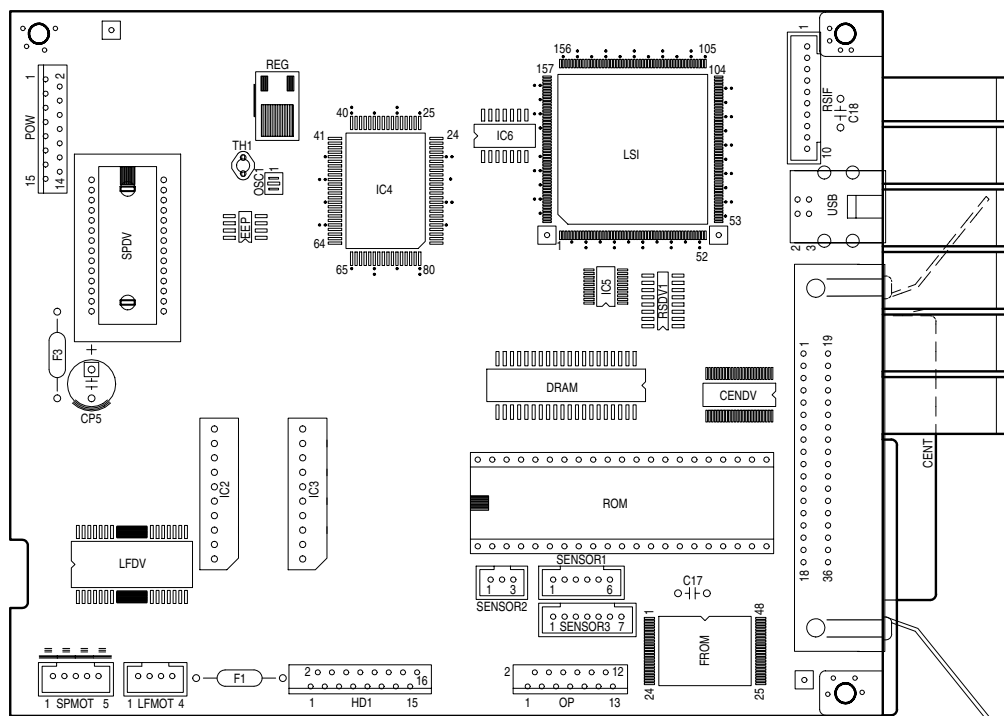 156 105
157 104
1 2
POW
15 14
REG
40 25
41 24
TH1
OSC1 1
IC4
EEP
64
65 80
IC6
LSI
53
1 52
1
RSIF
C18
10
USB
2 3
SPDV
IC5
RSDV1
F3
+
CP5
DRAM
CENDV
1 19
CENT
IC2
IC3
ROM
LFDV
18 36
SENSOR1
1 3
SENSOR2
1 6
1 SENSOR3 7
C17
1 48
FROM
24 25
1 SPMOT 5
1 LFMOT 4
F1
2 16
1 HD1 15
2 12
1 OP 13